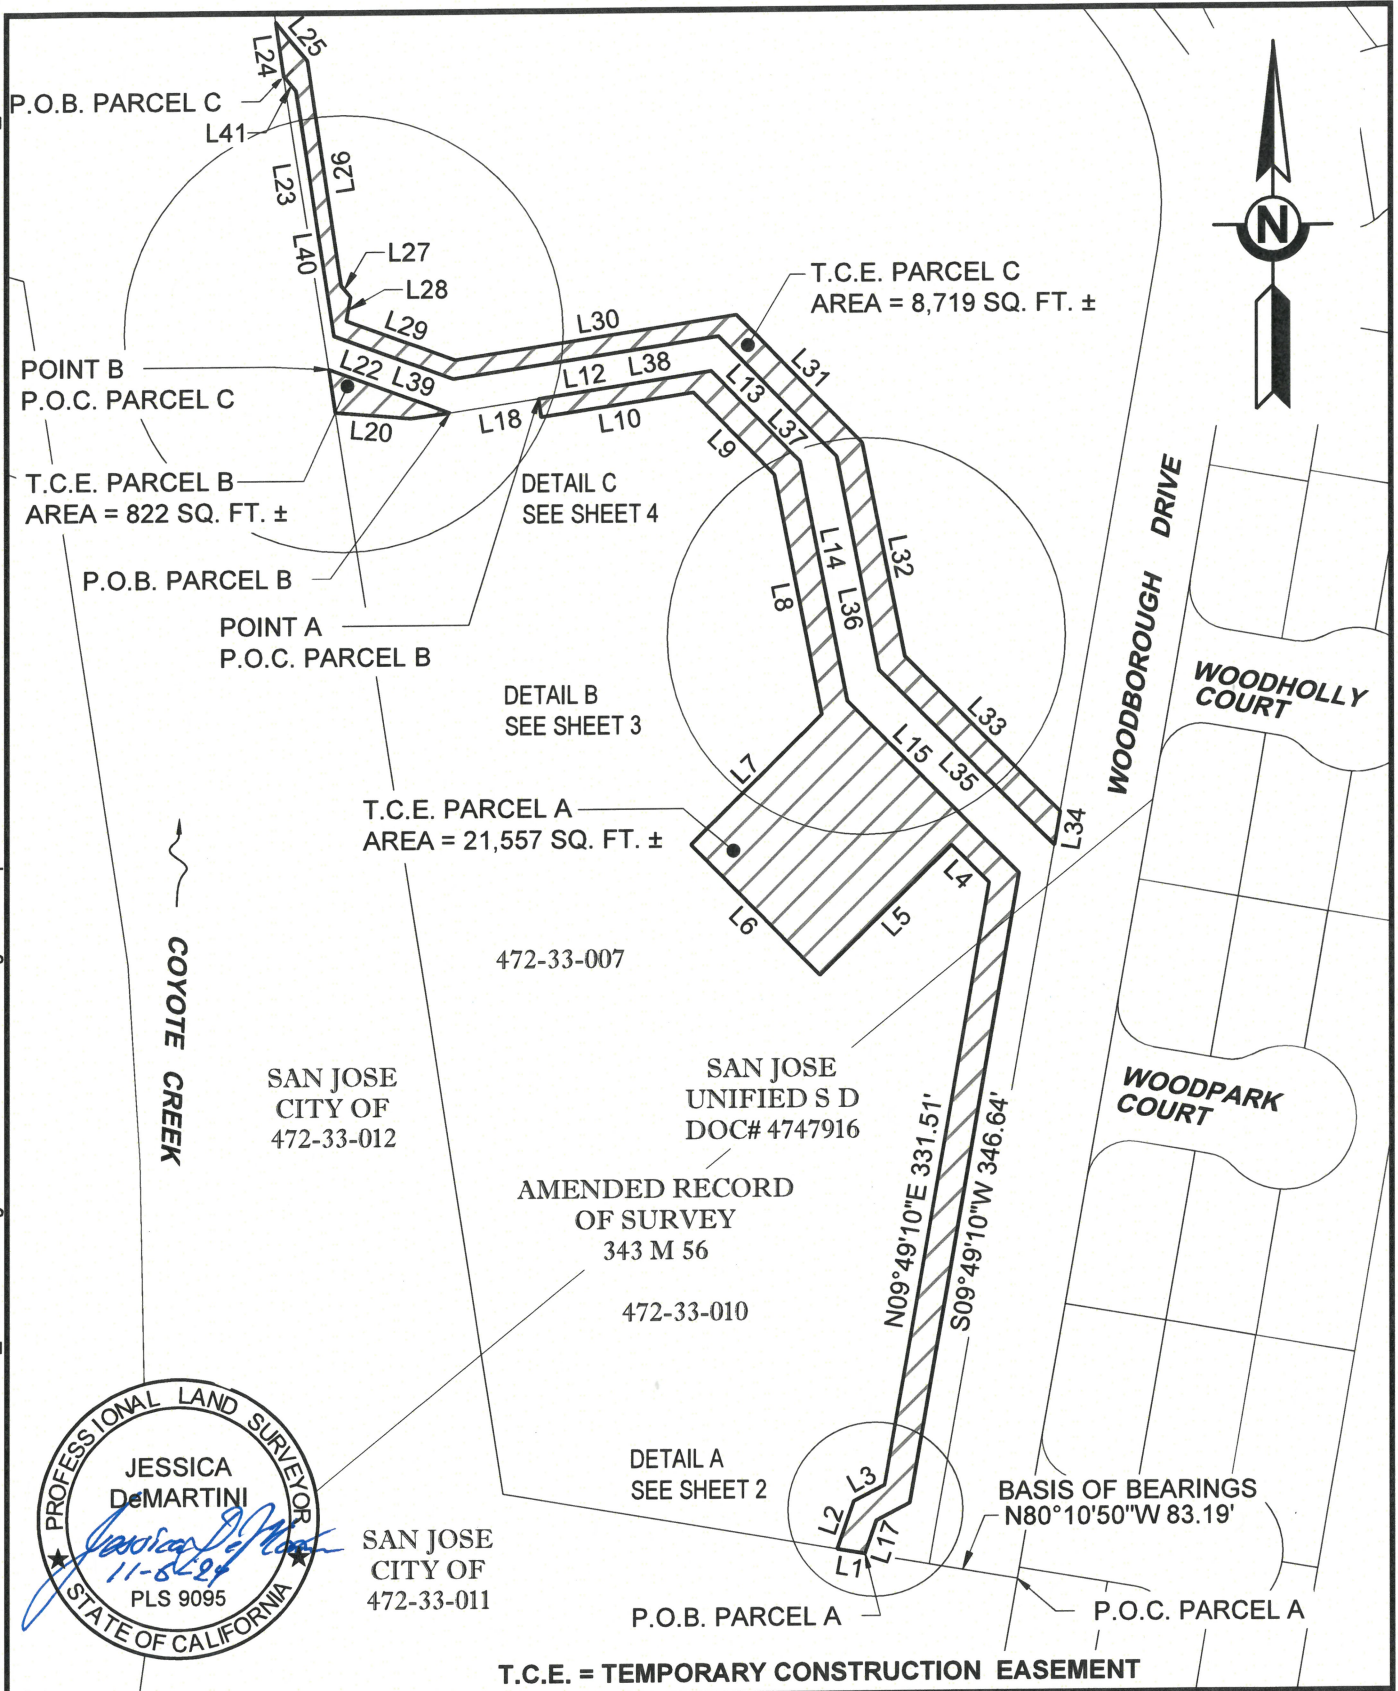 L25
L24
P.O.B. PARCEL C
L41
L26
L23
L40
L27
L28
N
T.C.E. PARCEL C
AREA = 8,719 SQ. FT. ±
L29
L30
L31
POINT B
P.O.C. PARCEL C
L22
L39
L12
L38
L13
L37
L20
L18
L10
L9
T.C.E. PARCEL B
AREA = 822 SQ. FT. ±
DETAIL C
SEE SHEET 4
P.O.B. PARCEL B
POINT A
P.O.C. PARCEL B
L14
L36
L8
L32
WOODBOROUGH DRIVE
WOODHOLLY
COURT
DETAIL B
SEE SHEET 3
L33
L15
L35
L7
L34
T.C.E. PARCEL A
AREA = 21,557 SQ. FT. ±
L4
L5
L6
472-33-007
COYOTE CREEK
SAN JOSE
CITY OF
472-33-012
SAN JOSE
UNIFIED S D
DOC# 4747916
WOODPARK
COURT
N09°49'10"E 331.51'
S09°49'10"W 346.64'
AMENDED RECORD
OF SURVEY
343 M 56
472-33-010
DETAIL A
SEE SHEET 2
L3
L2
L17
L1
BASIS OF BEARINGS
N80°10'50"W 83.19'
PROFESSIONAL LAND SURVEYOR
JESSICA
DeMARTINI
PLS 9095
STATE OF CALIFORNIA
SAN JOSE
CITY OF
472-33-011
P.O.B. PARCEL A
P.O.C. PARCEL A
T.C.E. = TEMPORARY CONSTRUCTION EASEMENT